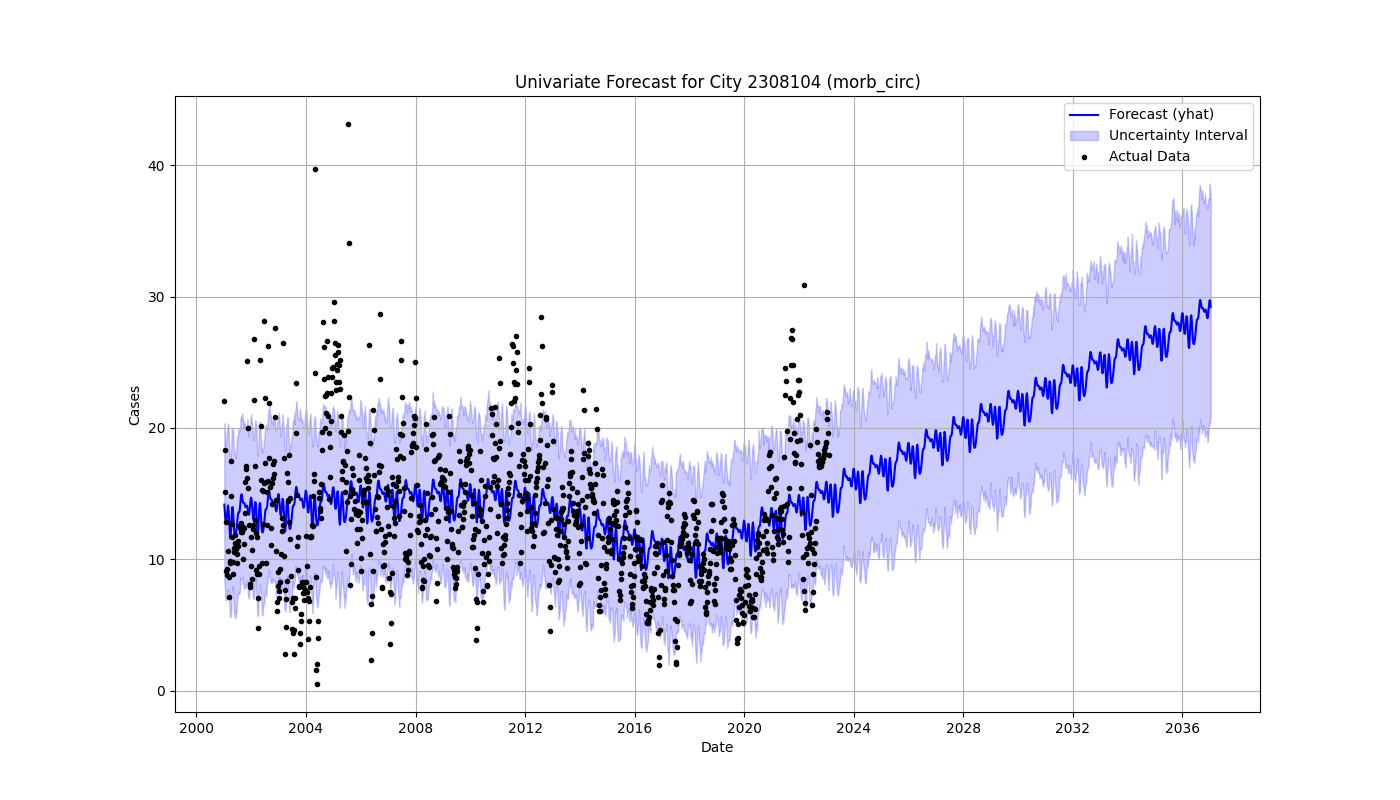 Univariate Forecast for City 2308104 (morb_circ)
Forecast (yhat)
Uncertainty Interval
Actual Data
Cases
40
30
20
10
0
2000 2004 2008 2012 2016 2020 2024 2028 2032 2036
Date